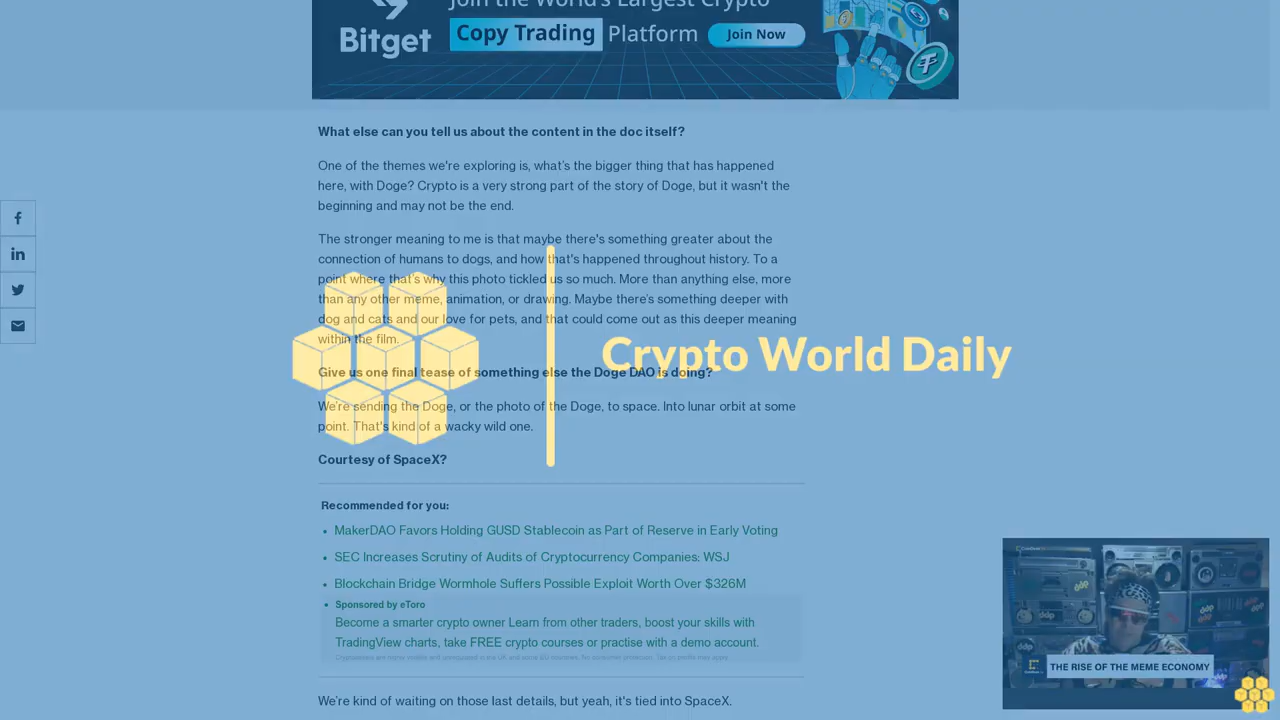 Join the World's Largest Crypto
Bitget
Copy Trading Platform
Join Now
What else can you tell us about the content in the doc itself?
One of the themes we're exploring is, what's the bigger thing that has happened
here, with Doge? Crypto is a very strong part of the story of Doge, but it wasn't the
beginning and may not be the end.
The stronger meaning to me is that maybe there's something greater about the
connection of humans to dogs, and how that's happened throughout history. To a
point where that's why this photo tickled us so much. More than anything else, more
than any other meme, animation, or drawing. Maybe there's something deeper with
dog and cats and our love for pets, and that could come out as this deeper meaning
within the film.
Crypto World Daily
Give us one final tease of something else the Doge DAO is doing?
We're sending the Doge, or the photo of the Doge, to space. Into lunar orbit at some
point. That's kind of a wacky wild one.
Courtesy of SpaceX?
Recommended for you:
MakerDAO Favors Holding GUSD Stablecoin as Part of Reserve in Early Voting
SEC Increases Scrutiny of Audits of Cryptocurrency Companies: WSJ
Blockchain Bridge Wormhole Suffers Possible Exploit Worth Over $326M
Sponsored by eToro
Become a smarter crypto owner Learn from other traders, boost your skills with
TradingView charts, take FREE crypto courses or practise with a demo account.
We're kind of waiting on those last details, but yeah, it's tied into SpaceX.
ddp
ddp
ddp
THE RISE OF THE MEME ECONOMY